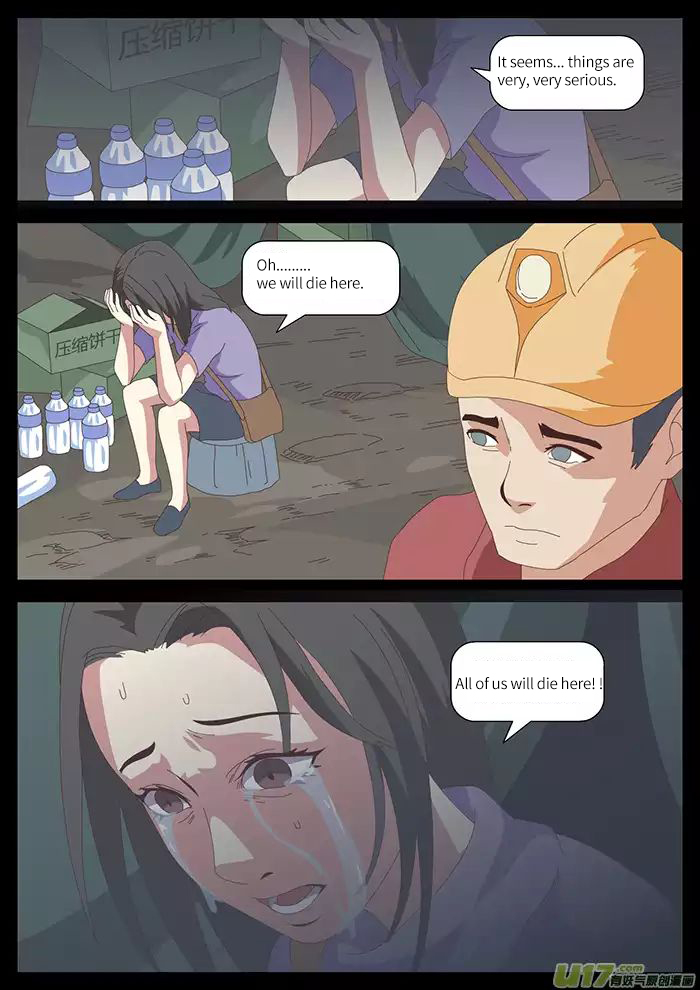 压缩饼干
It seems... things are
very, very serious.
Oh.........
we will die here.
压缩饼干
All of us will die here! !
U17.com
有妖气原创漫画